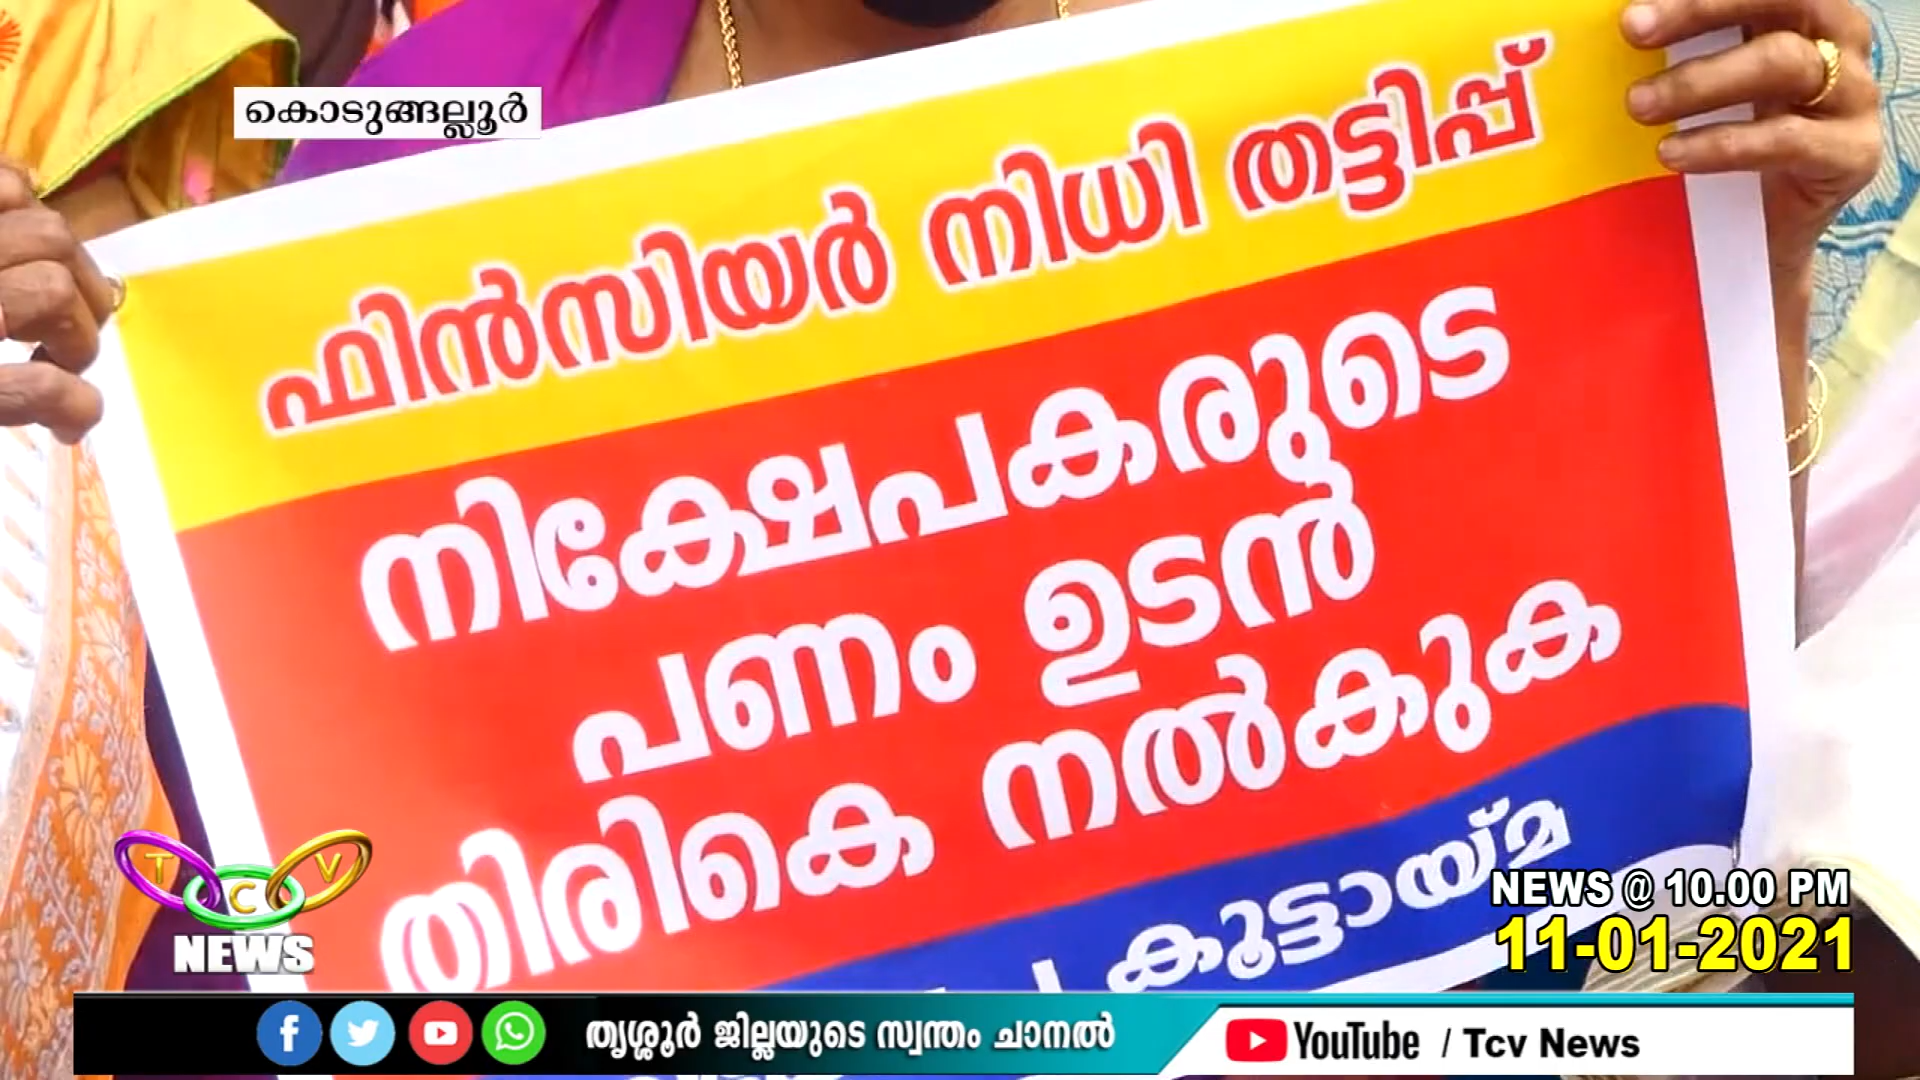 കൊടുങ്ങല്ലൂർ
ഫിൻസിയർ നിധി തട്ടിപ്പ്
നിക്ഷേപകരുടെ
പണം ഉടൻ
തിരികെ നൽകുക
കൂട്ടായ്മ
T C V
NEWS
NEWS @ 10.00 PM
11-01-2021
തൃശ്ശൂർ ജില്ലയുടെ സ്വന്തം ചാനൽ
YouTube / Tcv News